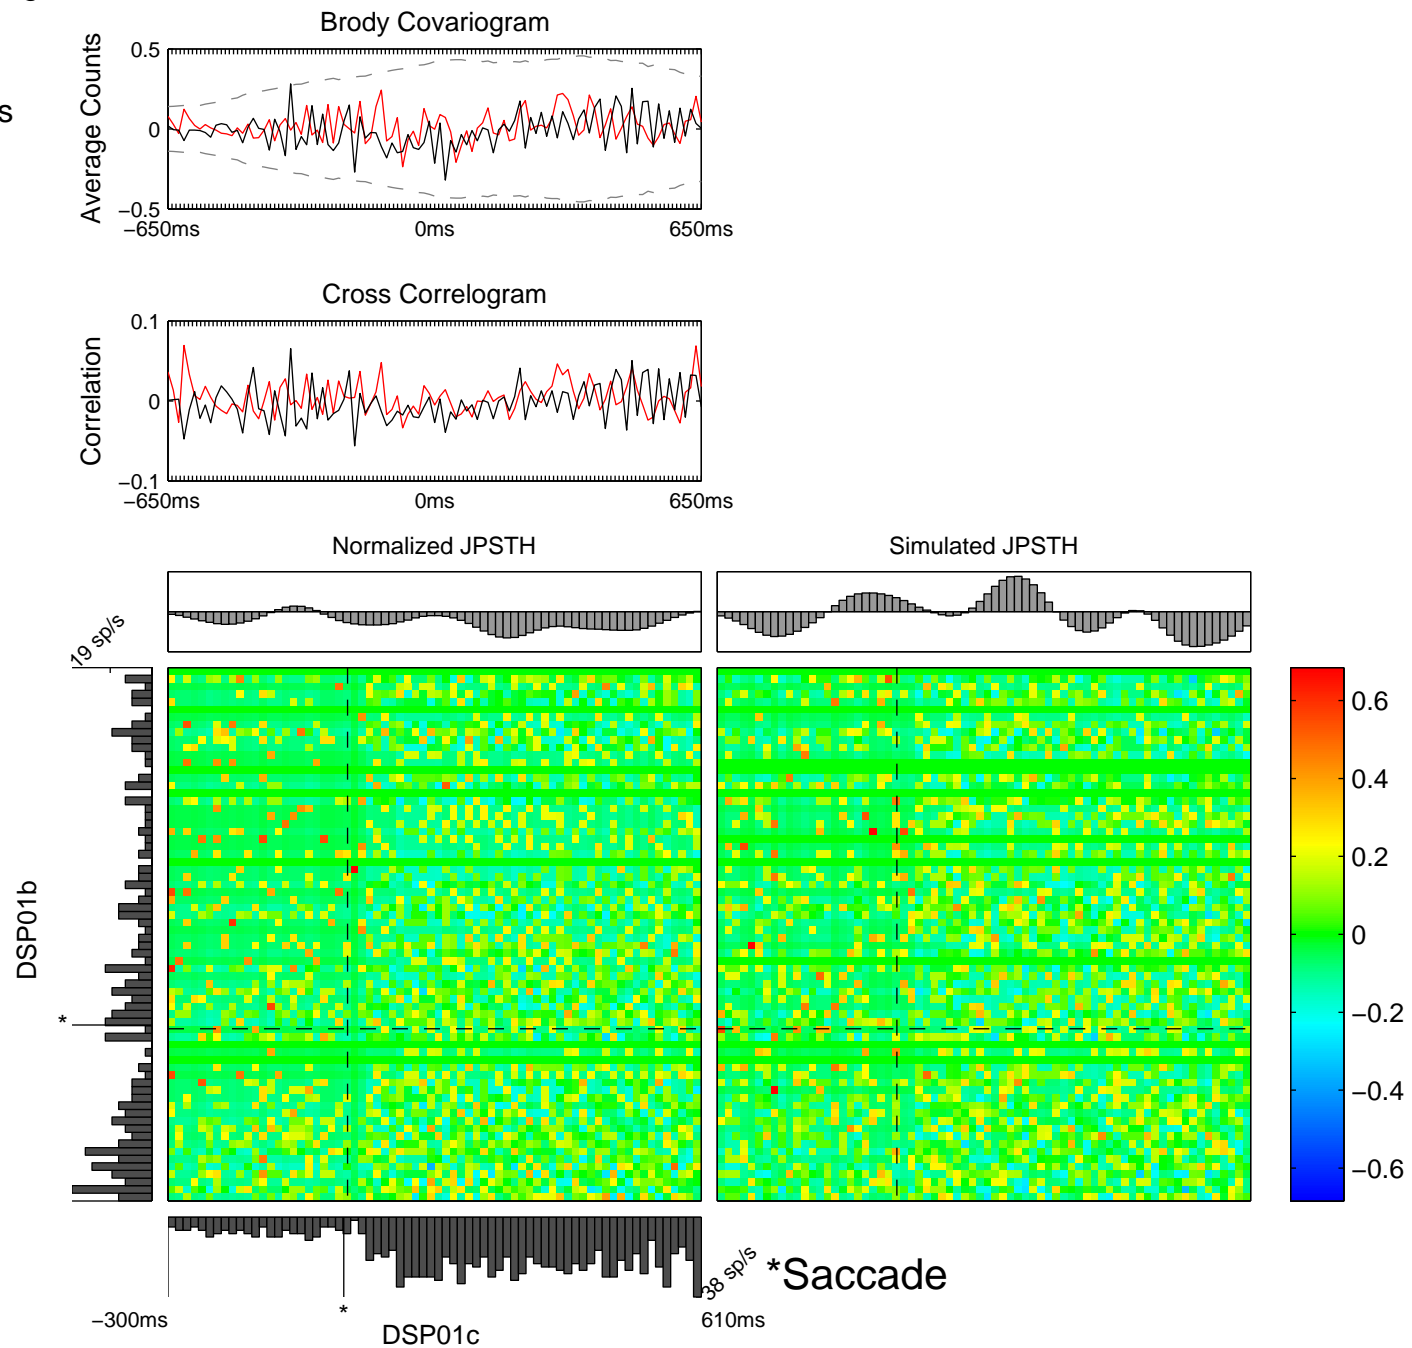 g
Brody Covariogram
s
Average Counts
0.5
0
−0.5
−650ms
0ms
650ms
Cross Correlogram
Correlation
0.1
0
−0.1
−650ms
0ms
650ms
Normalized JPSTH
Simulated JPSTH
19 sp/s
DSP01b
*
0.6
0.4
0.2
0
−0.2
−0.4
−0.6
38 sp/s
*Saccade
*
−300ms
610ms
DSP01c